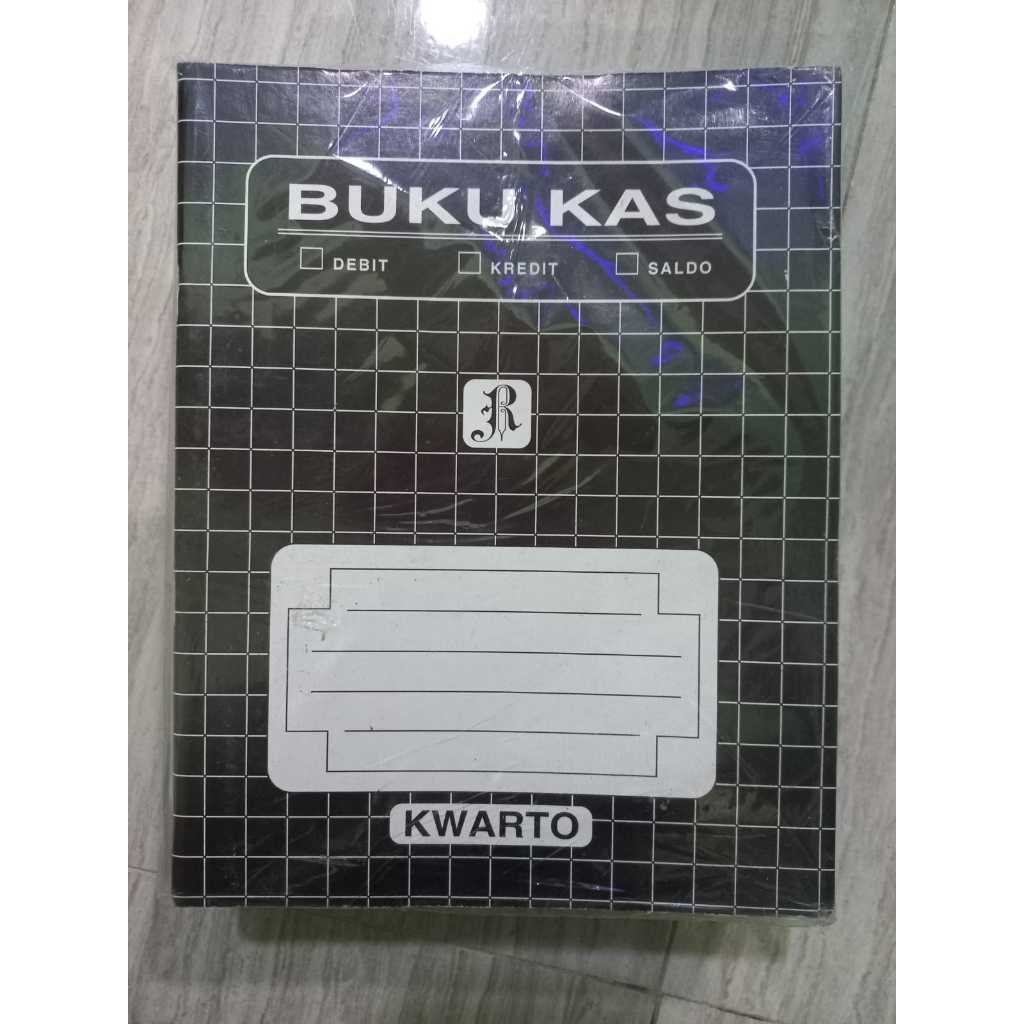 BUKU KAS
DEBIT KREDIT SALDO
R
KWARTO